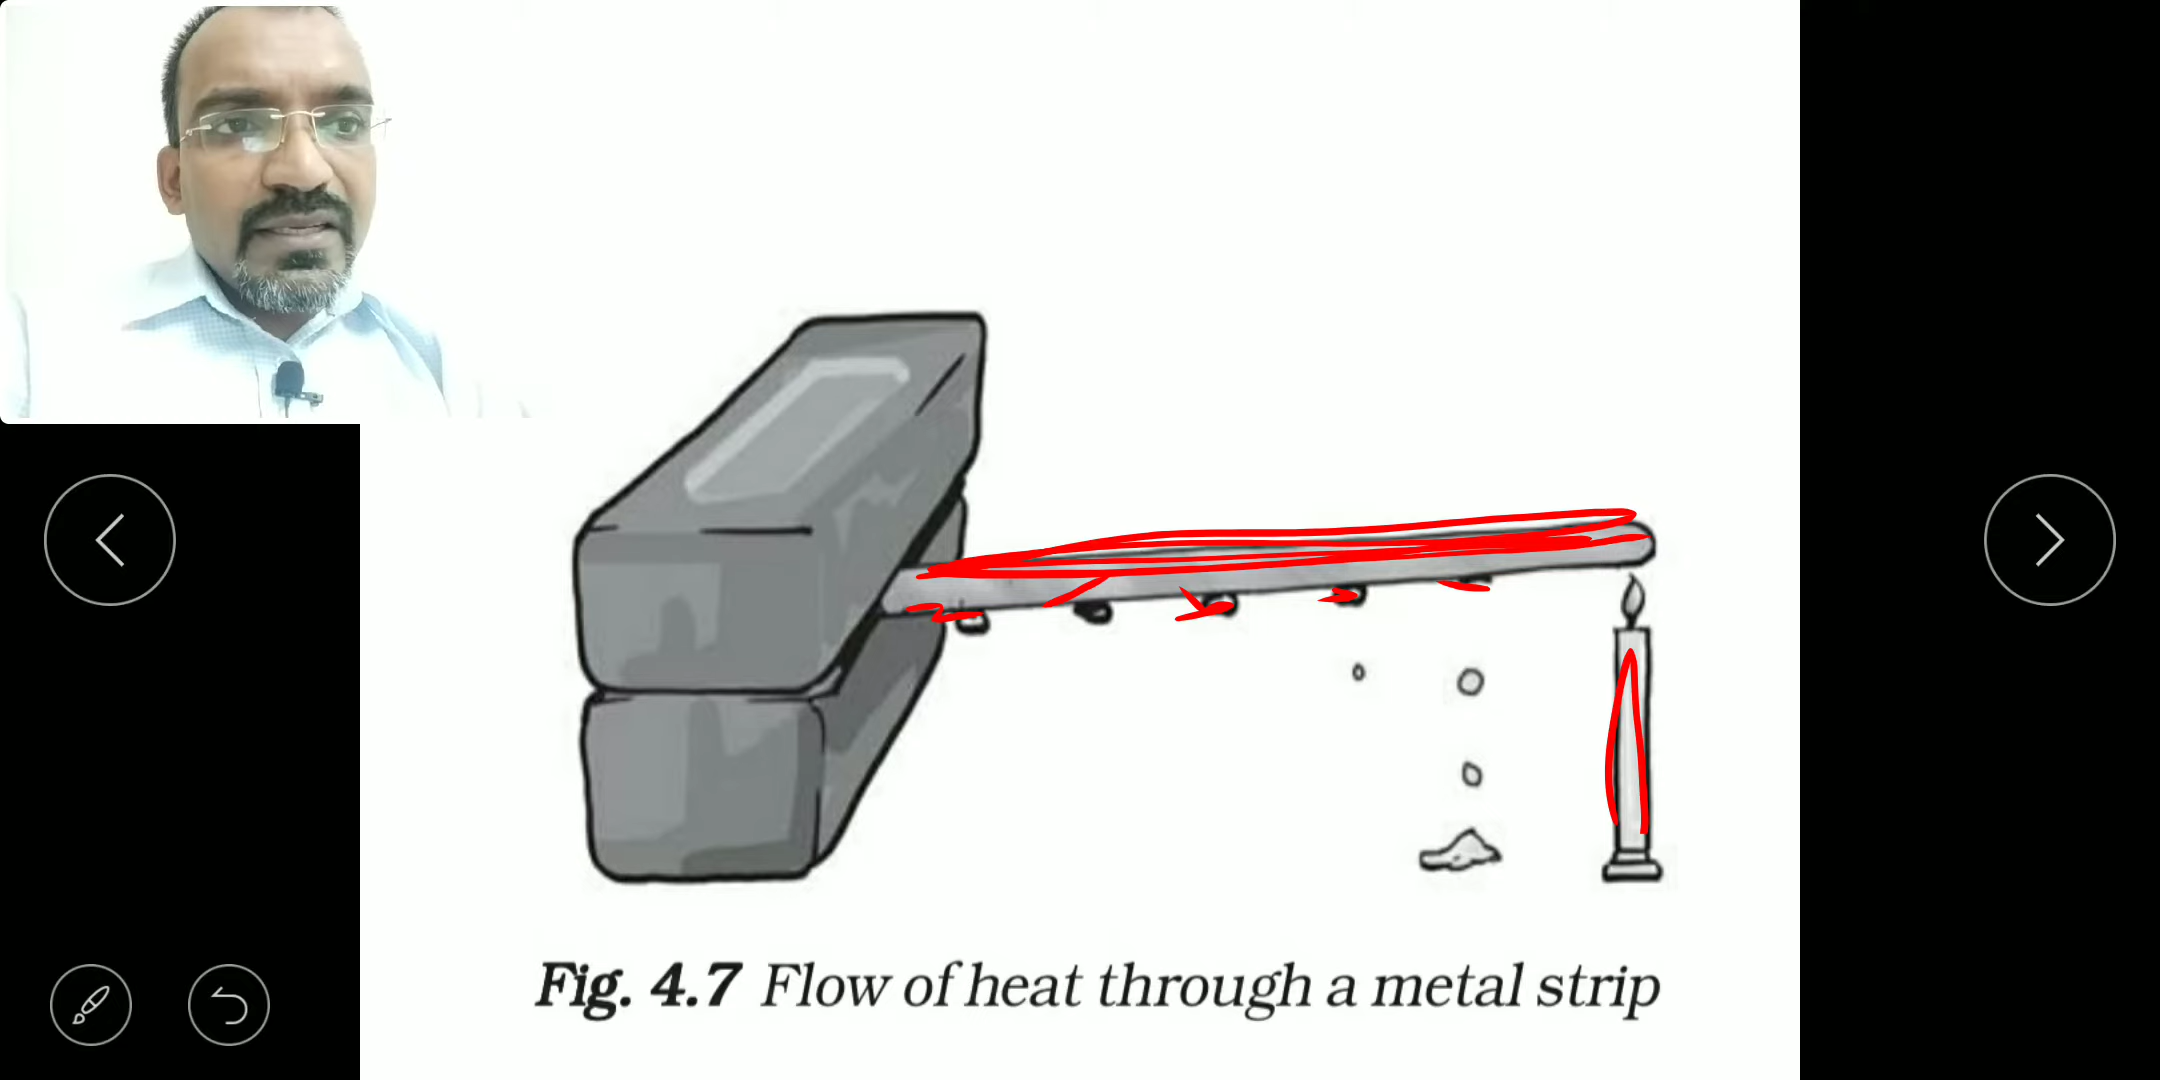 Fig. 4.7 Flow of heat through a metal strip